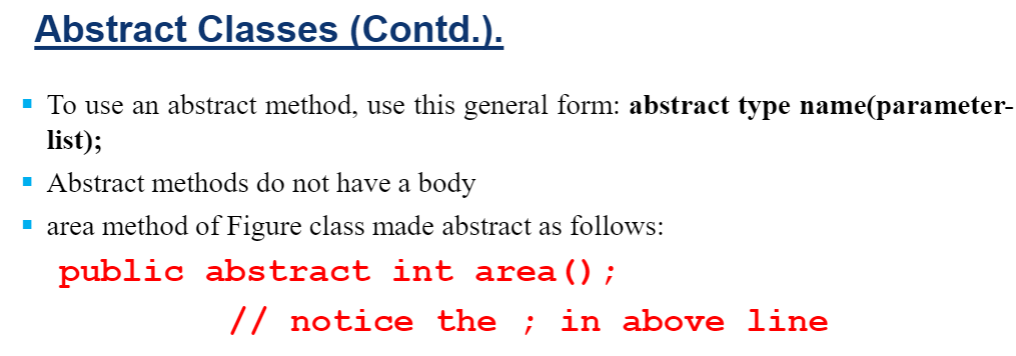 Abstract Classes (Contd.).
▪ To use an abstract method, use this general form: abstract type name(parameter-
list);
▪ Abstract methods do not have a body
▪ area method of Figure class made abstract as follows:
public abstract int area();
// notice the ; in above line